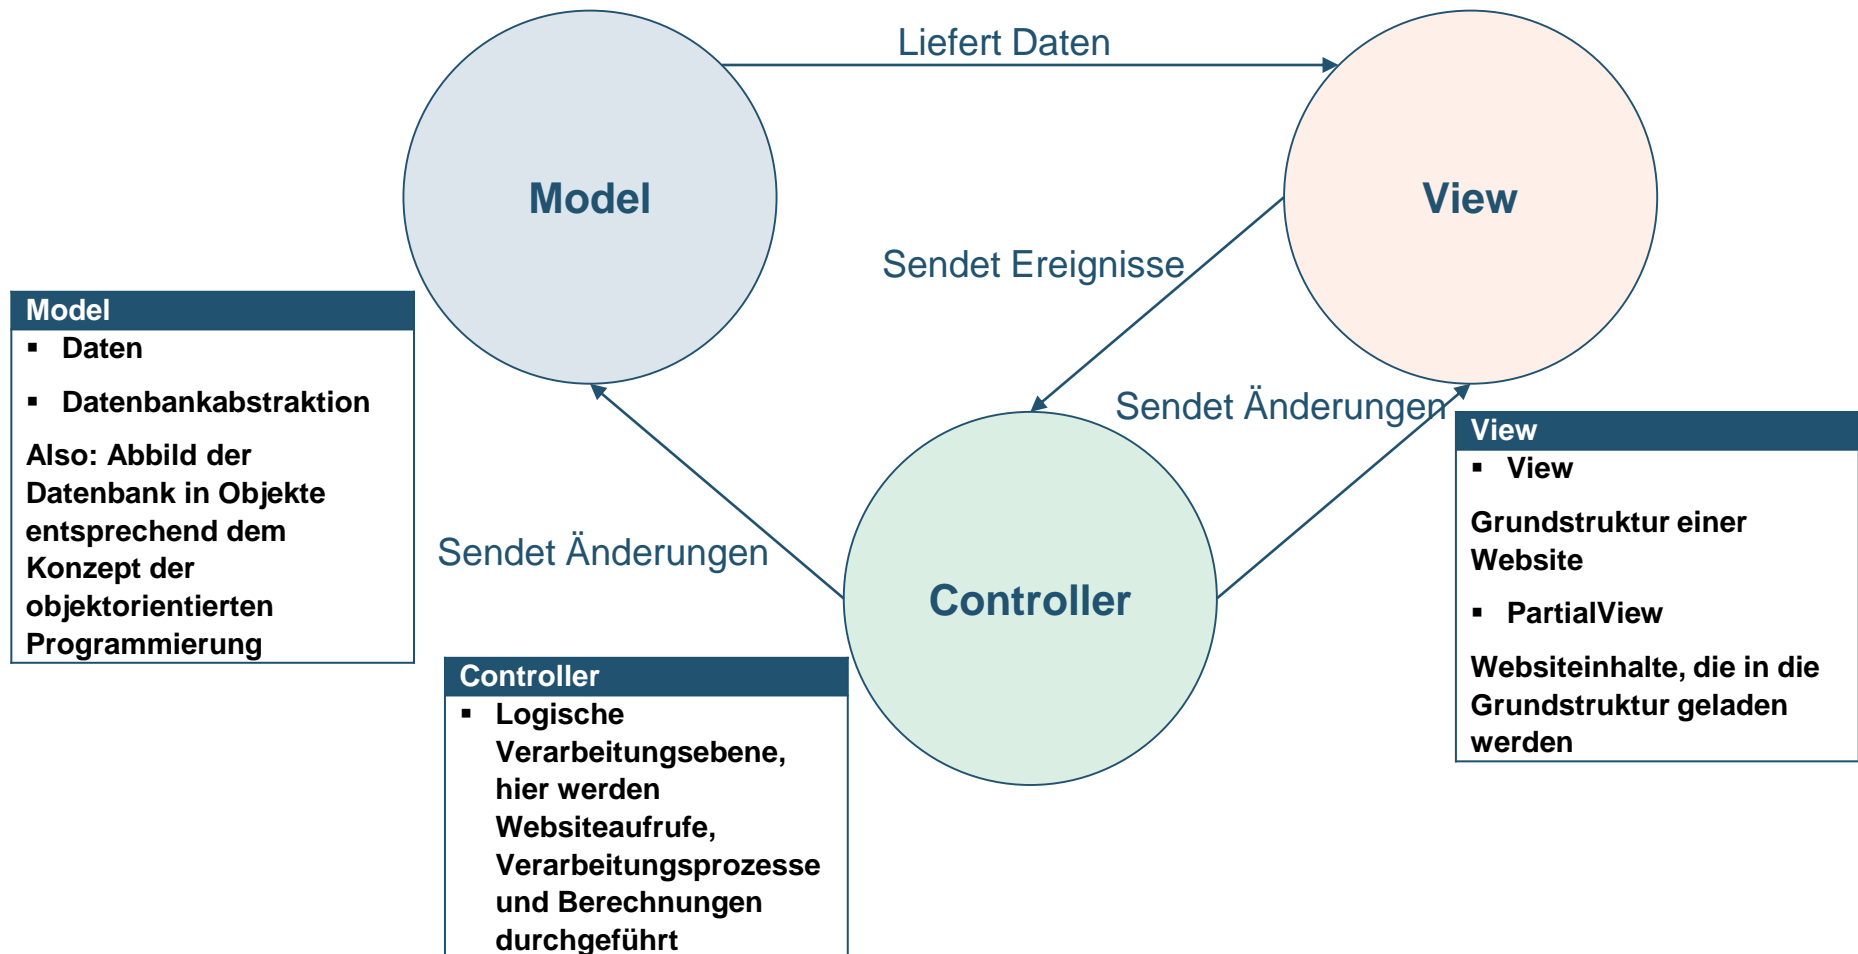 Liefert Daten
Model
View
Sendet Ereignisse
Model
▪ Daten
▪ Datenbankabstraktion
Also: Abbild der
Datenbank in Objekte
entsprechend dem
Konzept der
objektorientierten
Programmierung
Sendet Änderungen
Sendet Änderungen
Controller
View
▪ View
Grundstruktur einer
Website
▪ PartialView
Websiteinhalte, die in die
Grundstruktur geladen
werden
Controller
▪ Logische
Verarbeitungsebene,
hier werden
Websiteaufrufe,
Verarbeitungsprozesse
und Berechnungen
durchgeführt